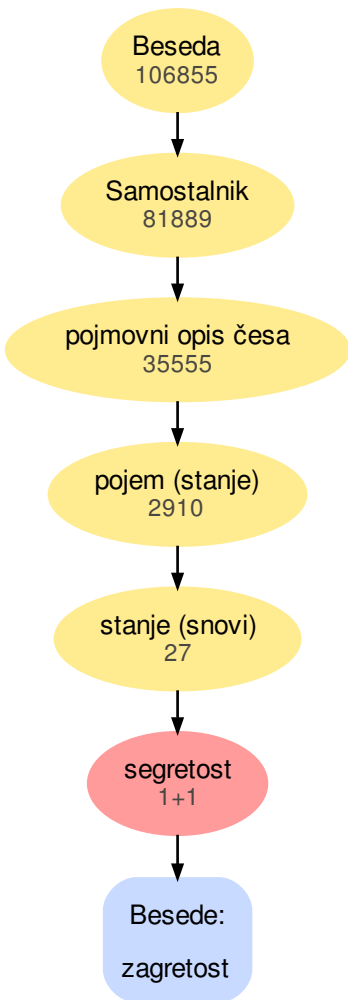 Beseda
106855
Samostalnik
81889
pojmovni opis česa
35555
pojem (stanje)
2910
stanje (snovi)
27
segretost
1+1
Besede:
zagretost